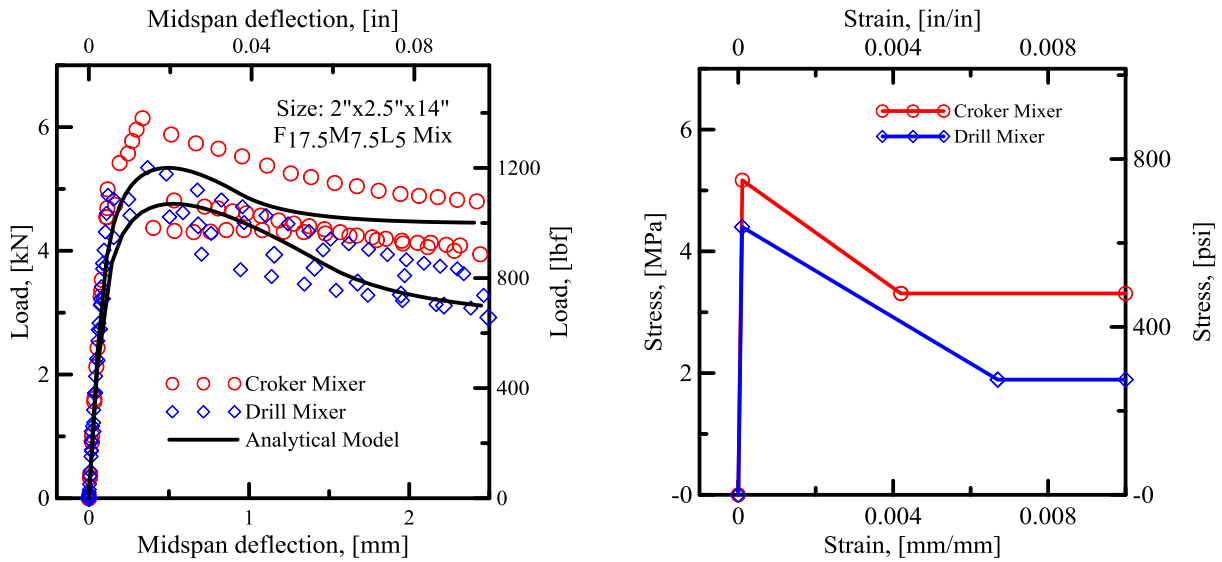 Midspan deflection, [in]
0 0.04 0.08
Size: 2"x2.5"x14"
F17.5M7.5L5 Mix
Load, [kN]
6
4
2
0
1200
800
400
0
Load, [lbf]
Croker Mixer
Drill Mixer
Analytical Model
0 1 2
Midspan deflection, [mm]
Strain, [in/in]
0 0.004 0.008
Croker Mixer
Drill Mixer
Stress, [MPa]
6
4
2
-0
800
400
-0
Stress, [psi]
0 0.004 0.008
Strain, [mm/mm]